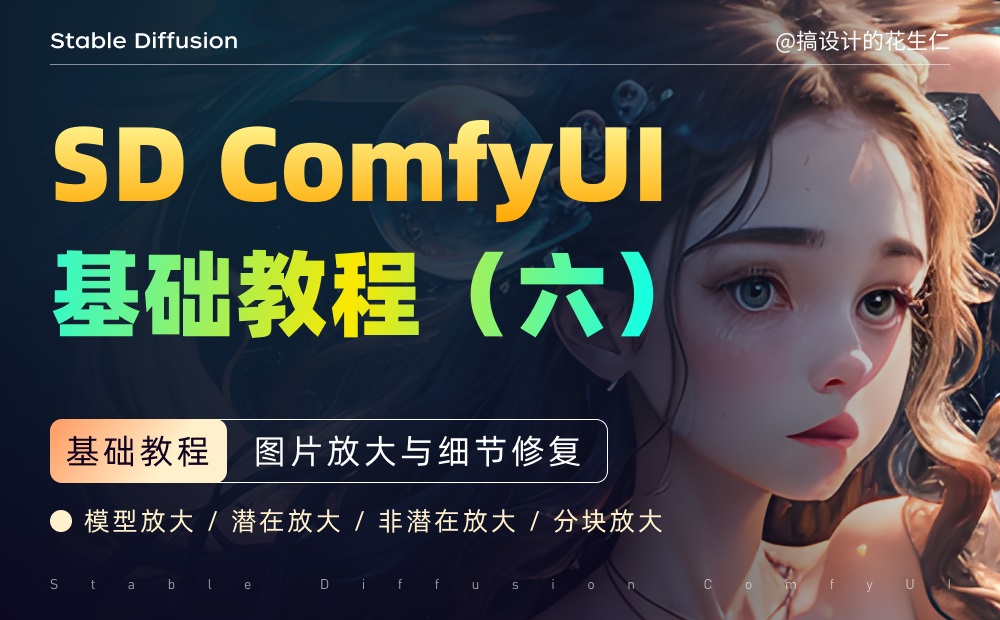 Stable Diffusion
@搞设计的花生仁
SD ComfyUI
基础教程（六）
基础教程 图片放大与细节修复
模型放大 / 潜在放大 / 非潜在放大 / 分块放大
Stable Diffusion ComfyUI